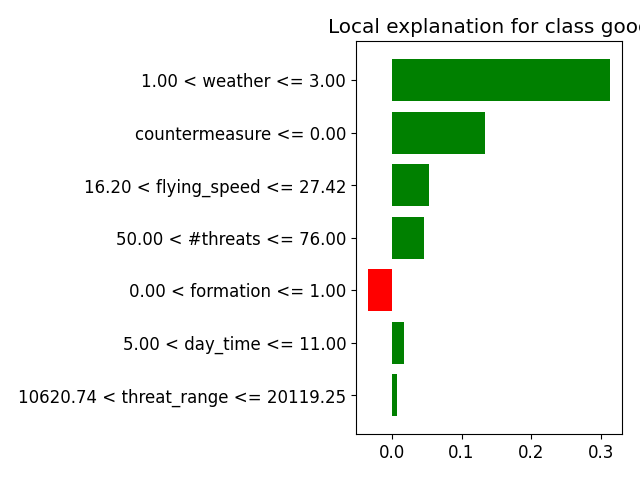 Local explanation for class goo
1.00 < weather <= 3.00
countermeasure <= 0.00
16.20 < flying_speed <= 27.42
50.00 < #threats <= 76.00
0.00 < formation <= 1.00
5.00 < day_time <= 11.00
10620.74 < threat_range <= 20119.25
0.0 0.1 0.2 0.3